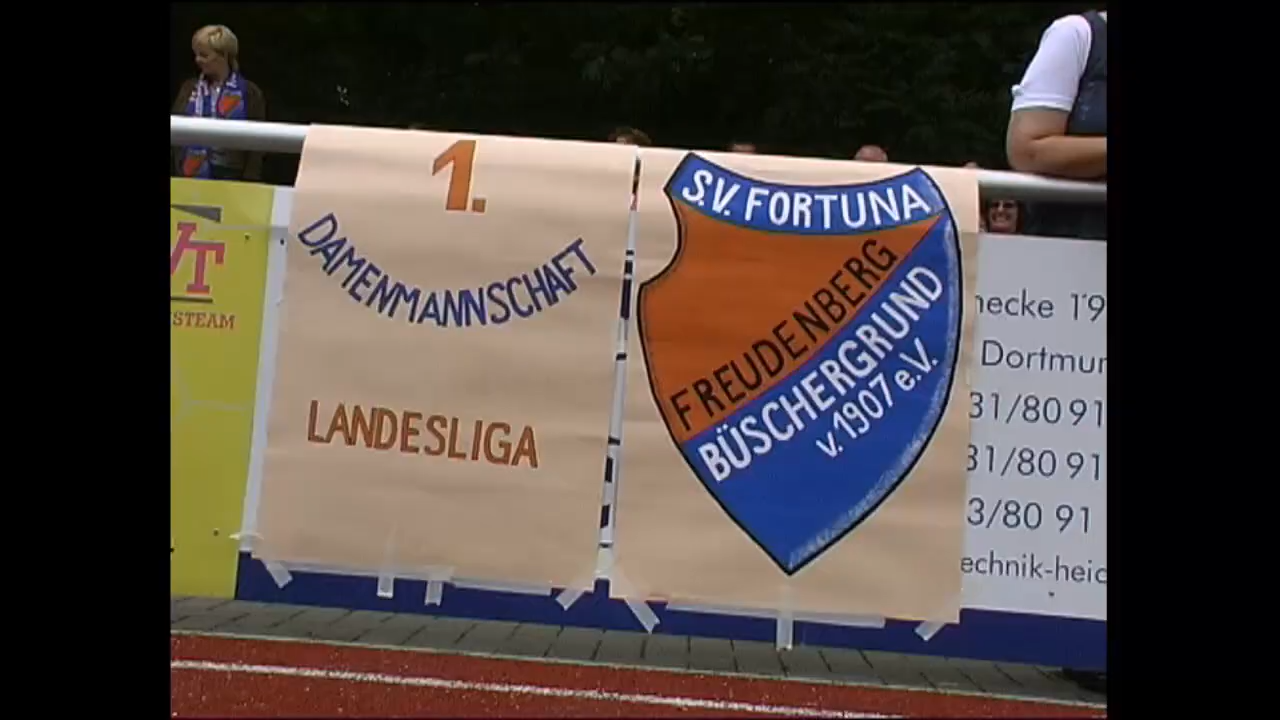 1.
DAMENMANNSCHAFT
LANDESLIGA
S.V. FORTUNA
FREUDENBERG
BÜSCHERGRUND
v. 1907 e.V.
STEAM
necke 19
Dortmun
31/80 91
31/80 91
3/80 91
echnik-heid